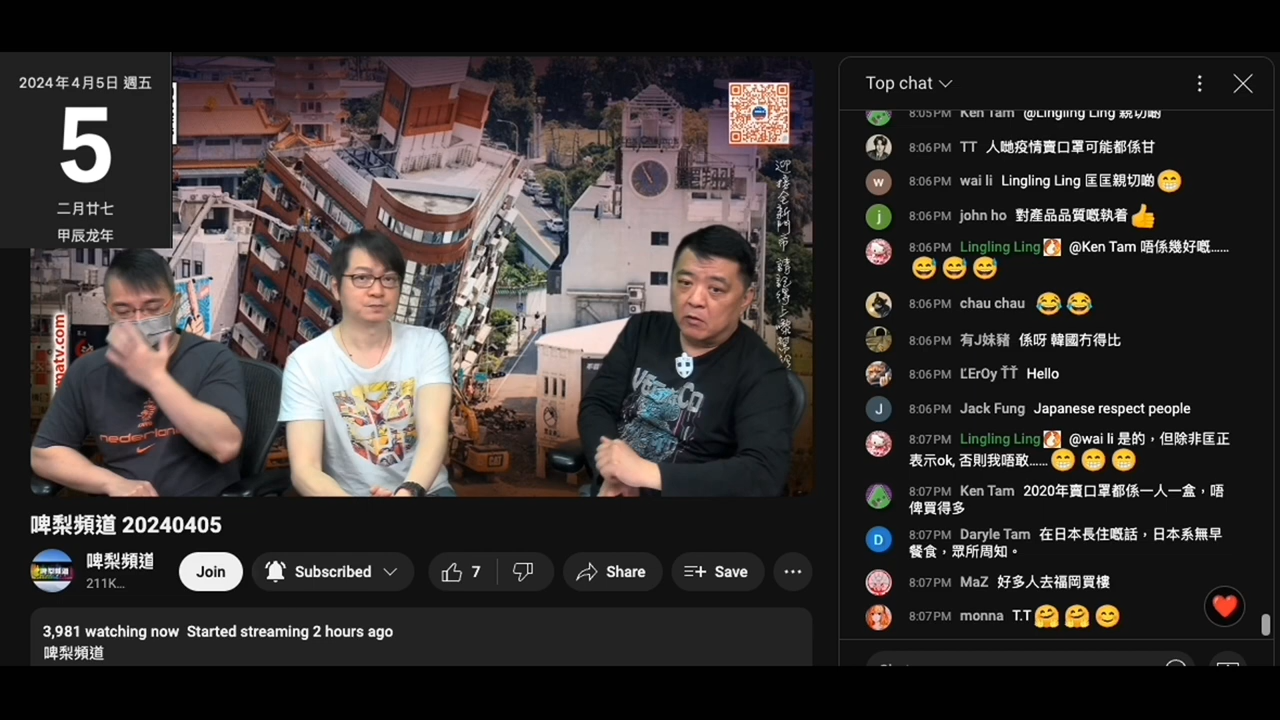 2024年4月5日 週五
5
二月廿七
甲辰龙年
matv.com
nederlan
啤梨頻道 20240405
啤梨頻道
211K...
Join
Subscribed
7
Share
Save
3,981 watching now Started streaming 2 hours ago
啤梨頻道
Top chat
8:05PM Ken Tam @Lingling Ling 親切啲
8:06PM TT 人哋疫情賣口罩可能都係甘
8:06PM wai li Lingling Ling 匡匡親切啲😁
8:06PM john ho 對產品品質嘅執着👍
8:06PM Lingling Ling @Ken Tam 唔係幾好嘅......
😅😅😅
8:06PM chau chau 😂😂
8:06PM 有J妹豬 係呀 韓國冇得比
8:06PM ĽErOy ŤŤ Hello
8:06PM Jack Fung Japanese respect people
8:07PM Lingling Ling @wai li 是的，但除非匡正
表示ok, 否則我唔敢......😁😁😁
8:07PM Ken Tam 2020年賣口罩都係一人一盒，唔
俾買得多
8:07PM Daryle Tam 在日本長住嘅話，日本系無早
餐食，眾所周知。
8:07PM MaZ 好多人去福岡買樓
8:07PM monna T.T🤗🤗😊